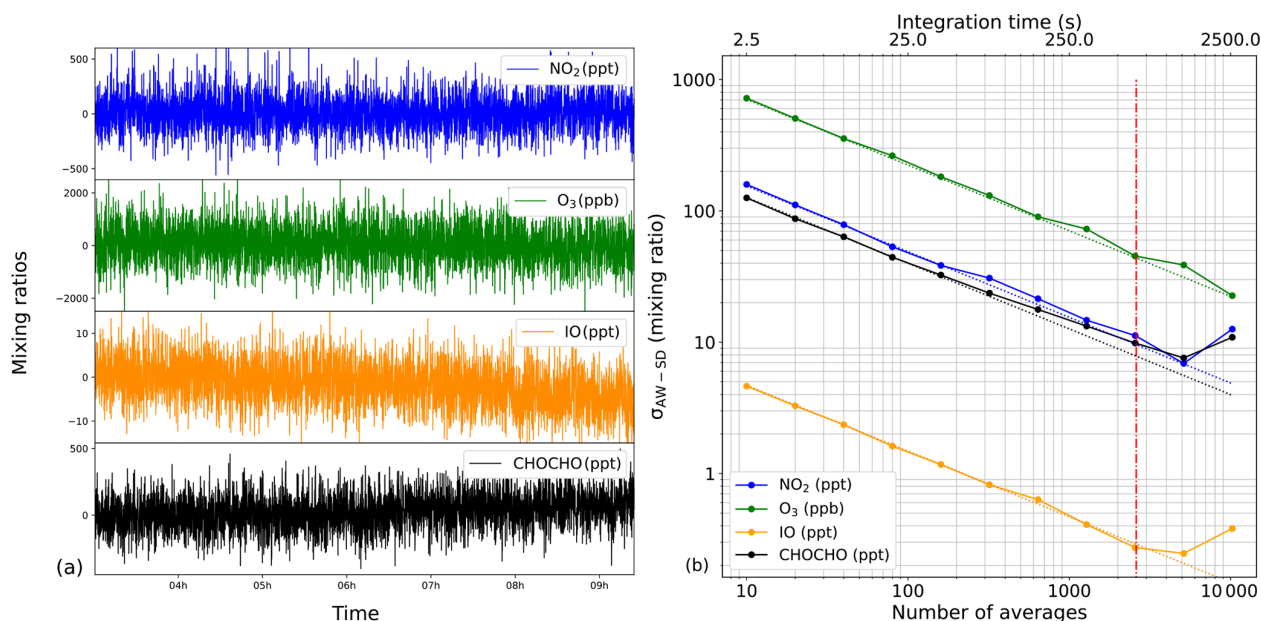 Mixing ratios
500
0
−500
NO₂(ppt)
2000
0
−2000
O₃(ppb)
10
0
−10
IO(ppt)
500
0
CHOCHO(ppt)
(a)
04h 05h 06h 07h 08h 09h
Time
Integration time (s)
2.5 25.0 250.0 2500.0
σAW−SD (mixing ratio)
1000
100
10
1
NO₂ (ppt)
O₃ (ppb)
IO (ppt)
CHOCHO (ppt)
(b)
10 100 1000 10 000
Number of averages